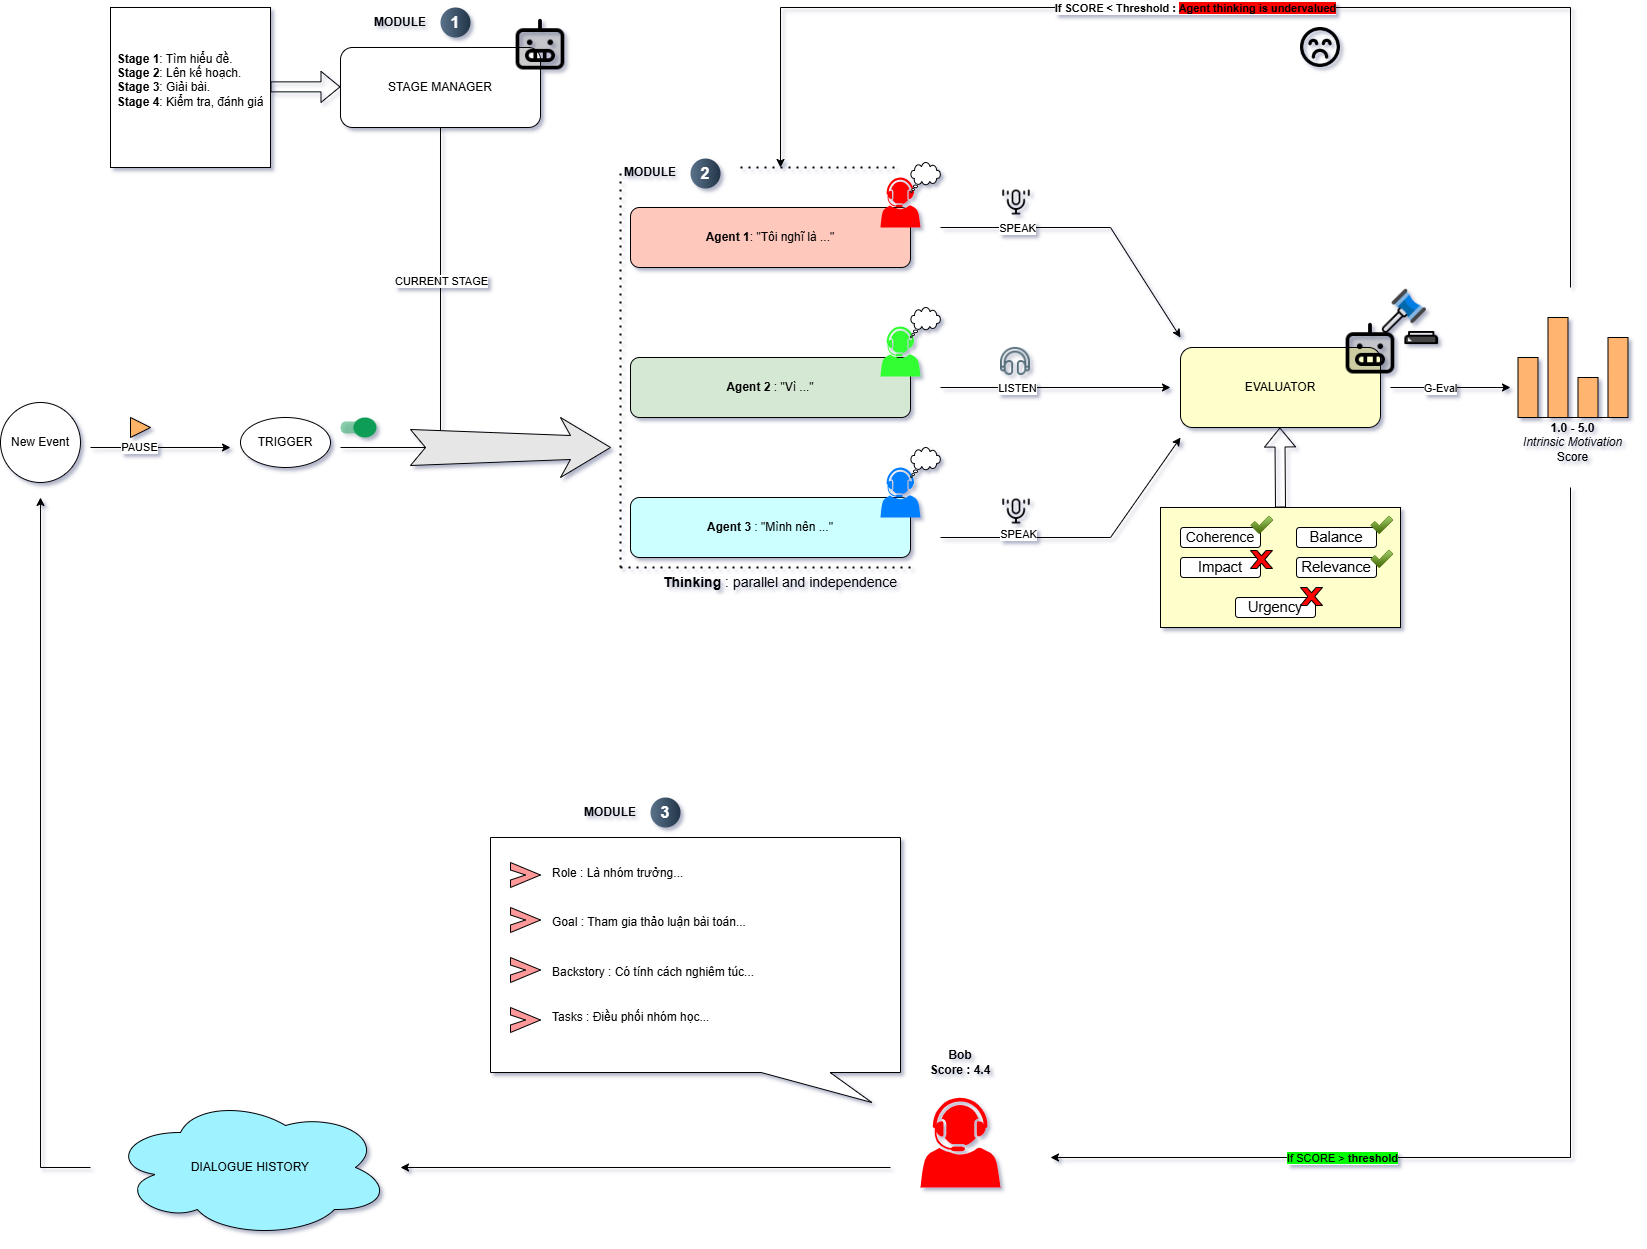 If SCORE < Threshold : Agent thinking is undervalued
MODULE 1
Stage 1: Tìm hiểu đề.
Stage 2: Lên kế hoạch.
Stage 3: Giải bài.
Stage 4: Kiểm tra, đánh giá
STAGE MANAGER
MODULE 2
Agent 1: "Tôi nghĩ là ..."
SPEAK
CURRENT STAGE
Agent 2 : "Vì ..."
LISTEN
EVALUATOR
G-Eval
New Event
PAUSE
TRIGGER
1.0 - 5.0
Intrinsic Motivation
Score
Agent 3 : "Mình nên ..."
SPEAK
Coherence
Balance
Impact
Relevance
Urgency
Thinking : parallel and independence
MODULE 3
Role : Là nhóm trưởng...
Goal : Tham gia thảo luận bài toán...
Backstory : Có tính cách nghiêm túc...
Tasks : Điều phối nhóm học...
Bob
Score : 4.4
If SCORE > threshold
DIALOGUE HISTORY